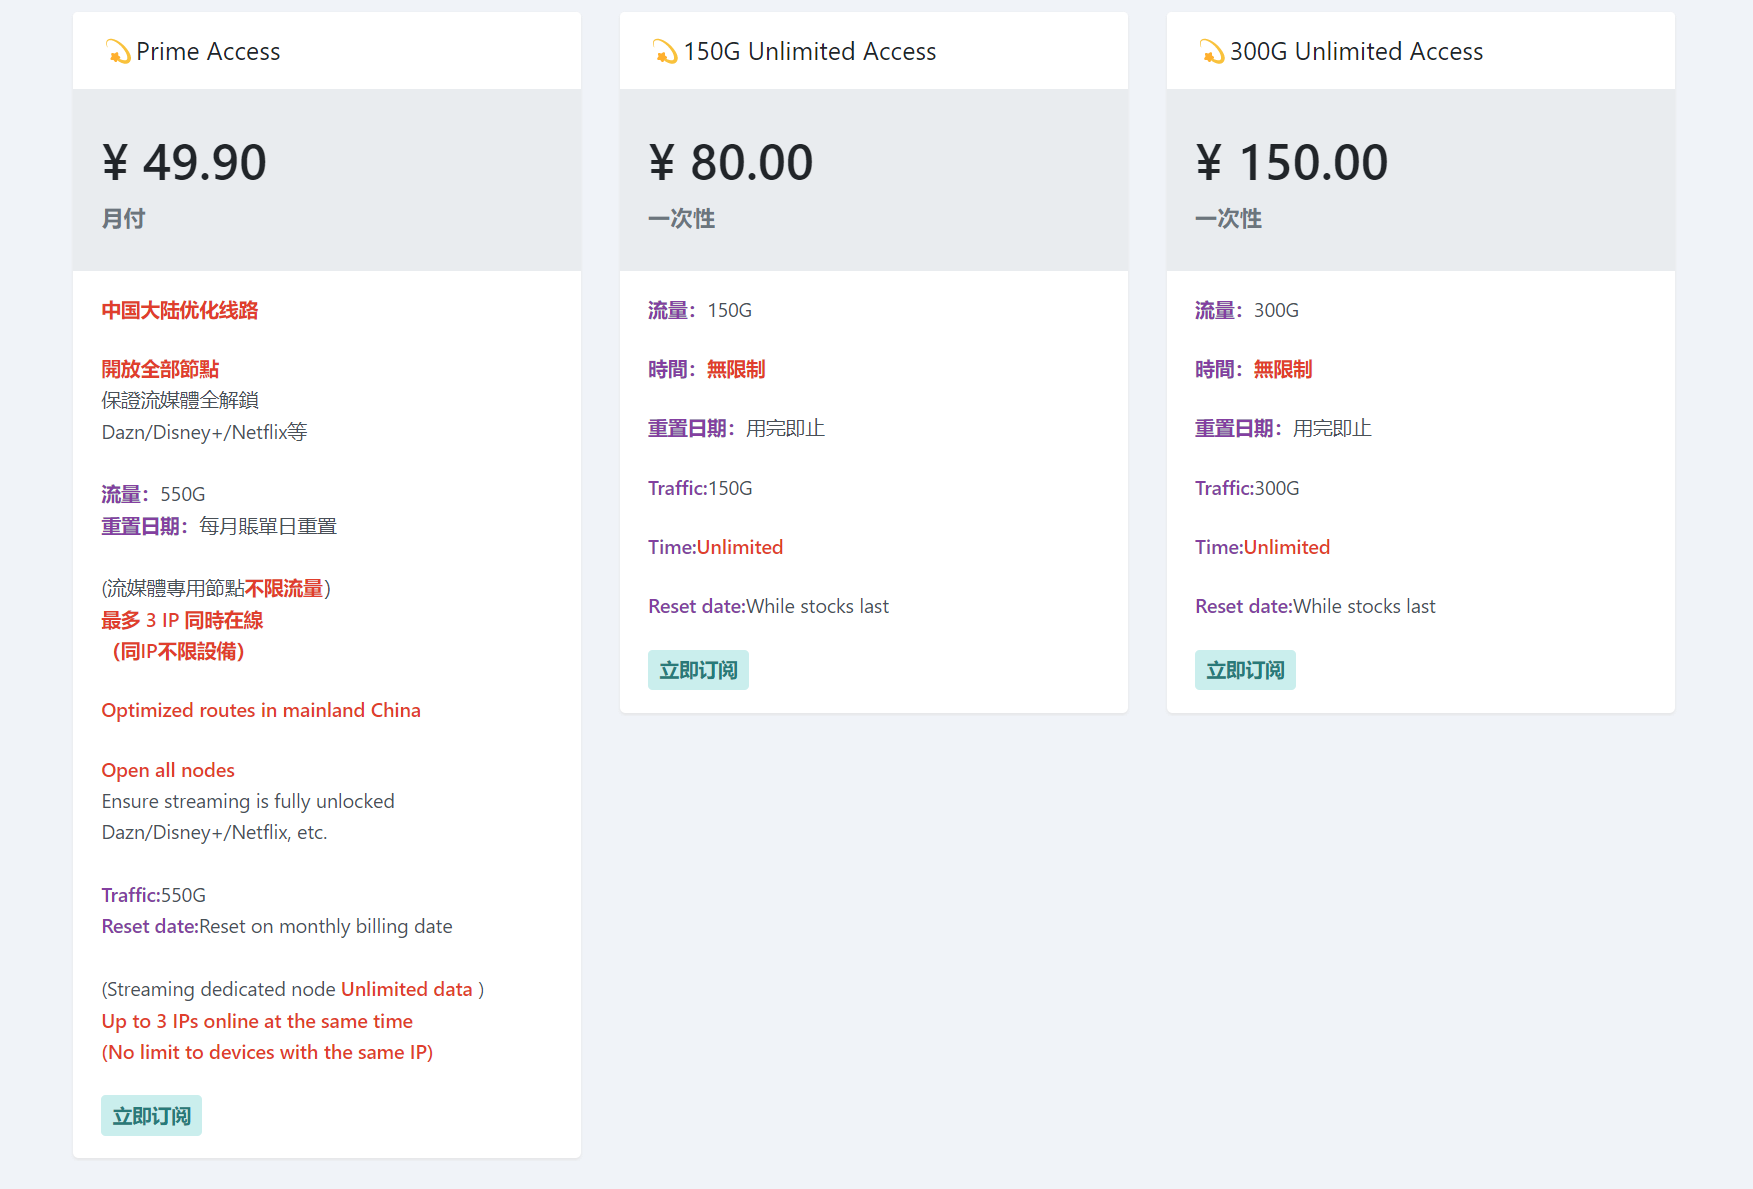 Prime Access
¥ 49.90
月付
中国大陆优化线路
開放全部節點
保證流媒體全解鎖
Dazn/Disney+/Netflix等
流量：550G
重置日期：每月賬單日重置
(流媒體專用節點不限流量)
最多 3 IP 同時在線
（同IP不限設備）
Optimized routes in mainland China
Open all nodes
Ensure streaming is fully unlocked
Dazn/Disney+/Netflix, etc.
Traffic:550G
Reset date:Reset on monthly billing date
(Streaming dedicated node Unlimited data )
Up to 3 IPs online at the same time
(No limit to devices with the same IP)
立即订阅
150G Unlimited Access
¥ 80.00
一次性
流量：150G
時間：無限制
重置日期：用完即止
Traffic:150G
Time:Unlimited
Reset date:While stocks last
立即订阅
300G Unlimited Access
¥ 150.00
一次性
流量：300G
時間：無限制
重置日期：用完即止
Traffic:300G
Time:Unlimited
Reset date:While stocks last
立即订阅